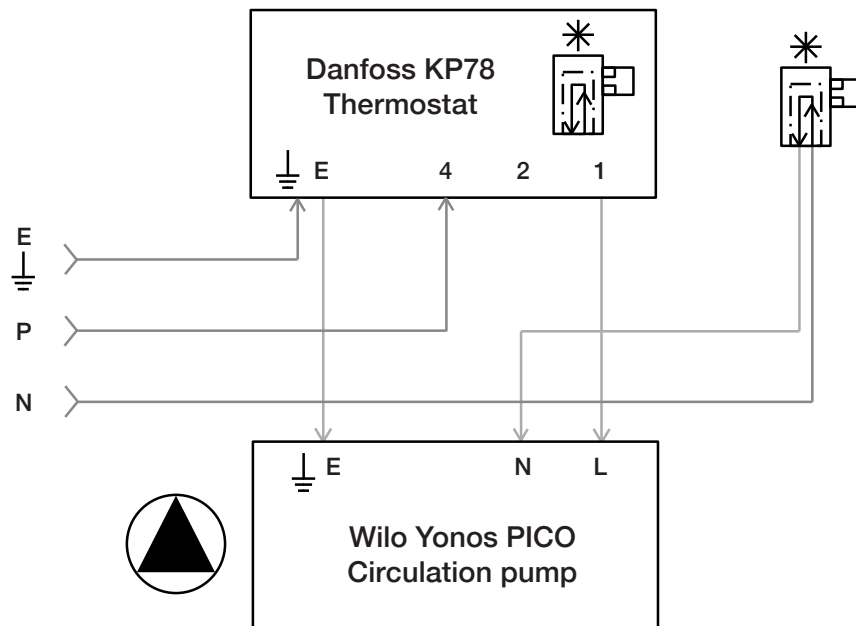 Danfoss KP78
Thermostat
E 4 2 1
E
P
N
E N L
Wilo Yonos PICO
Circulation pump